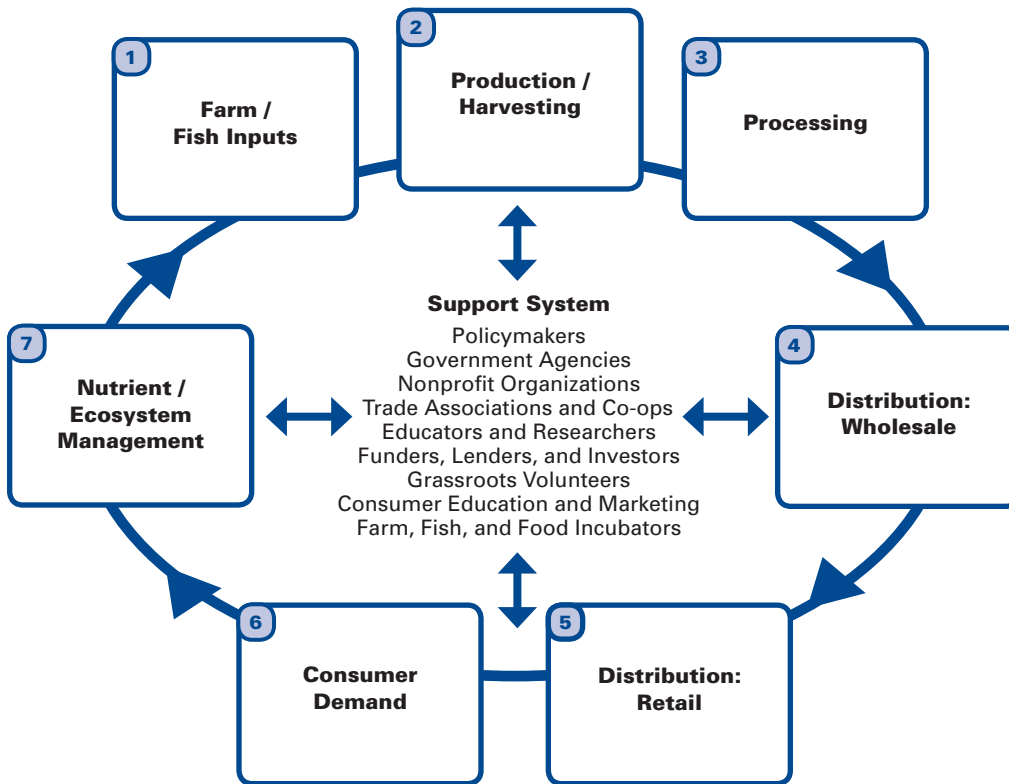 1
Farm /
Fish Inputs
2
Production /
Harvesting
3
Processing
4
Distribution:
Wholesale
5
Distribution:
Retail
6
Consumer
Demand
7
Nutrient /
Ecosystem
Management
Support System
Policymakers
Government Agencies
Nonprofit Organizations
Trade Associations and Co-ops
Educators and Researchers
Funders, Lenders, and Investors
Grassroots Volunteers
Consumer Education and Marketing
Farm, Fish, and Food Incubators